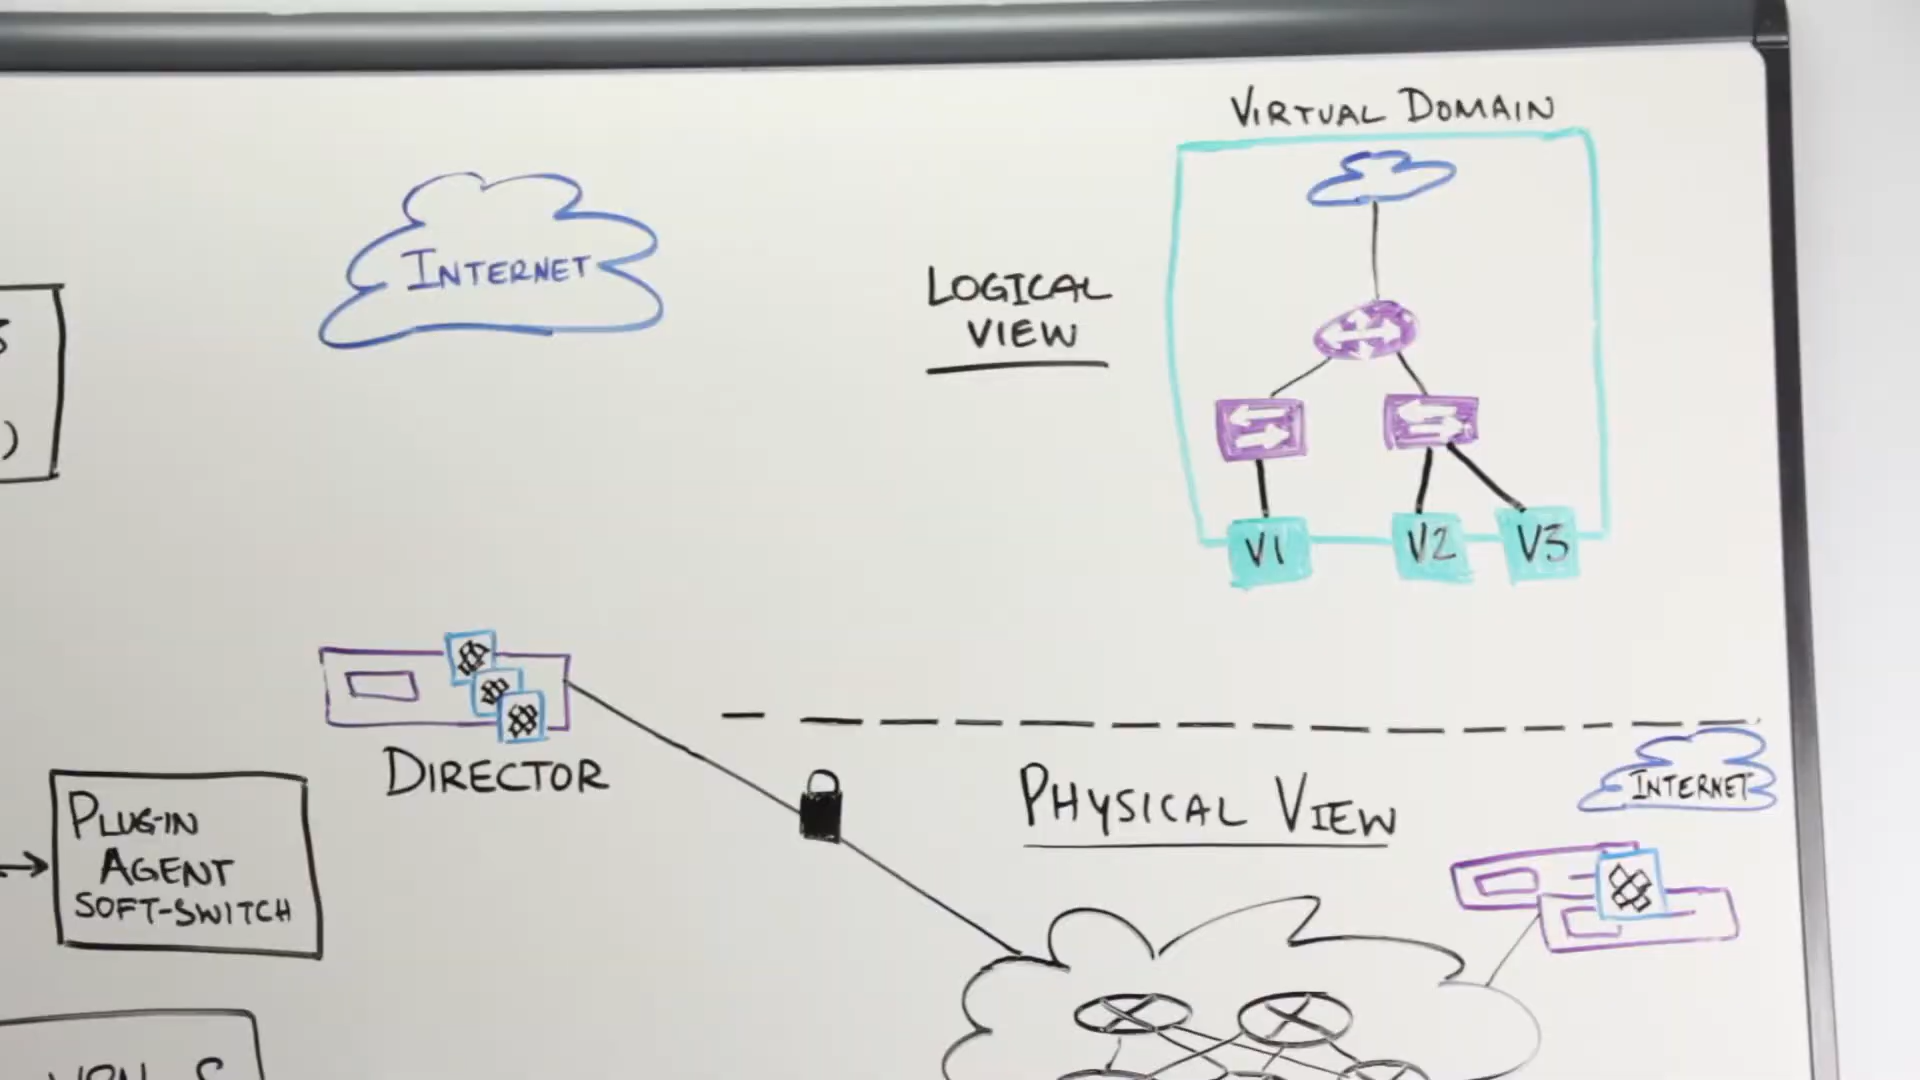 VIRTUAL DOMAIN
INTERNET
LOGICAL
VIEW
V1
V2
V3
)
DIRECTOR
PHYSICAL VIEW
INTERNET
PLUG-IN
AGENT
SOFT-SWITCH